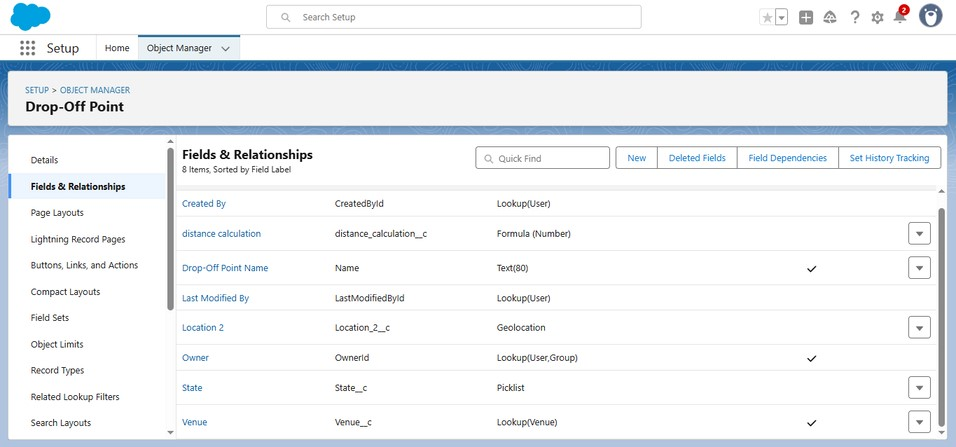 Search Setup
2
Setup Home Object Manager
SETUP > OBJECT MANAGER
Drop-Off Point
Details
Fields & Relationships
Page Layouts
Lightning Record Pages
Buttons, Links, and Actions
Compact Layouts
Field Sets
Object Limits
Record Types
Related Lookup Filters
Search Layouts
Fields & Relationships
8 Items, Sorted by Field Label
Quick Find New Deleted Fields Field Dependencies Set History Tracking
Created By CreatedById Lookup(User)
distance calculation distance_calculation__c Formula (Number)
Drop-Off Point Name Name Text(80)
Last Modified By LastModifiedById Lookup(User)
Location 2 Location_2__c Geolocation
Owner OwnerId Lookup(User,Group)
State State__c Picklist
Venue Venue__c Lookup(Venue)